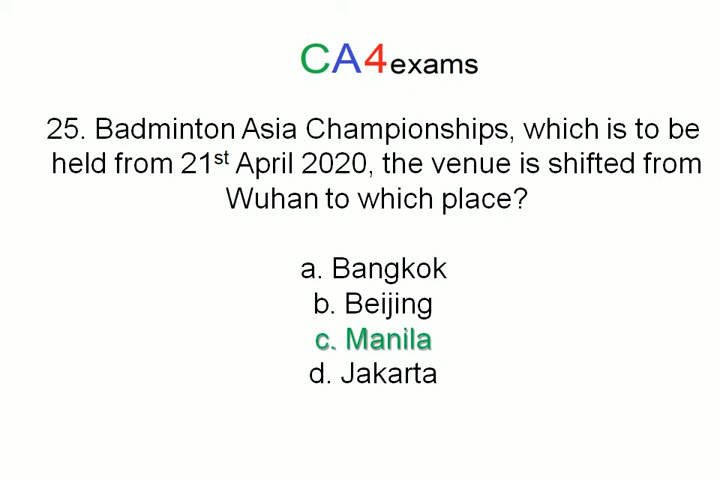 CA4exams
25. Badminton Asia Championships, which is to be
held from 21st April 2020, the venue is shifted from
Wuhan to which place?
a. Bangkok
b. Beijing
c. Manila
d. Jakarta